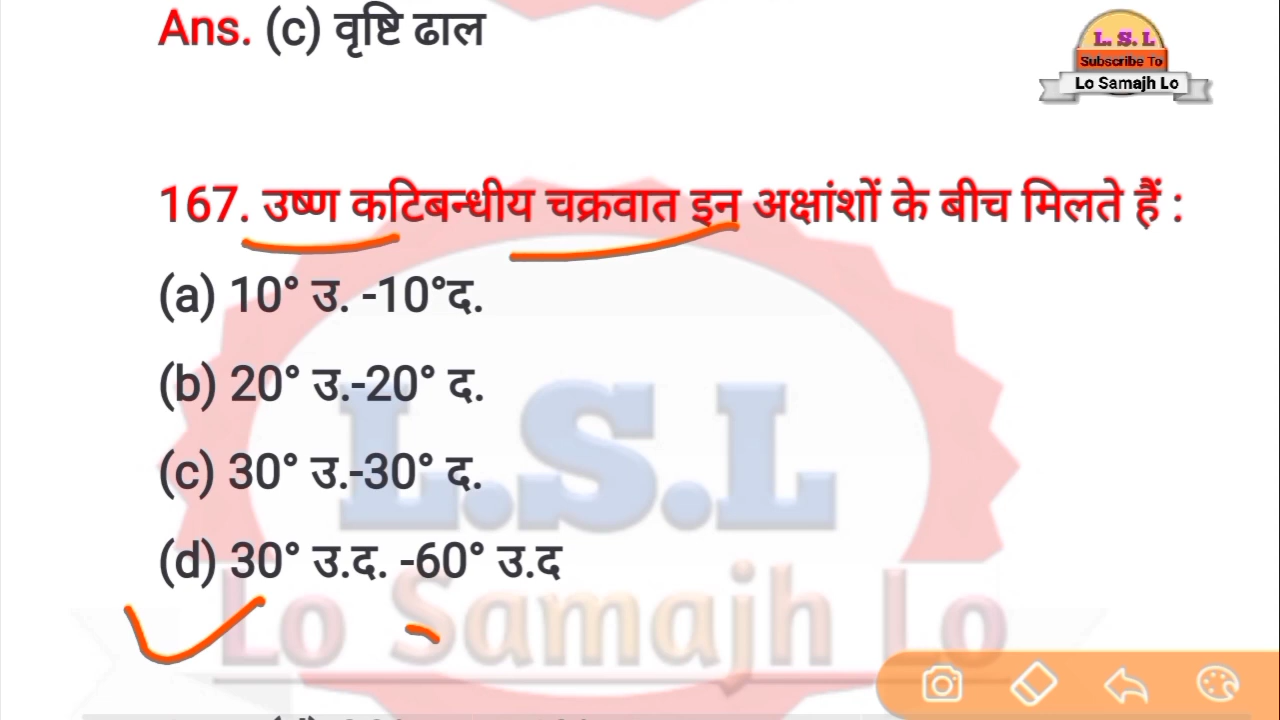 Ans. (c) वृष्टि ढाल
L. S. L
Subscribe To
Lo Samajh Lo
167. उष्ण कटिबन्धीय चक्रवात इन अक्षांशों के बीच मिलते हैं :
(a) 10° उ. -10°द.
(b) 20° उ.-20° द.
(c) 30° उ.-30° द.
(d) 30° उ.द. -60° उ.द
L.S.L
Lo Samajh Lo